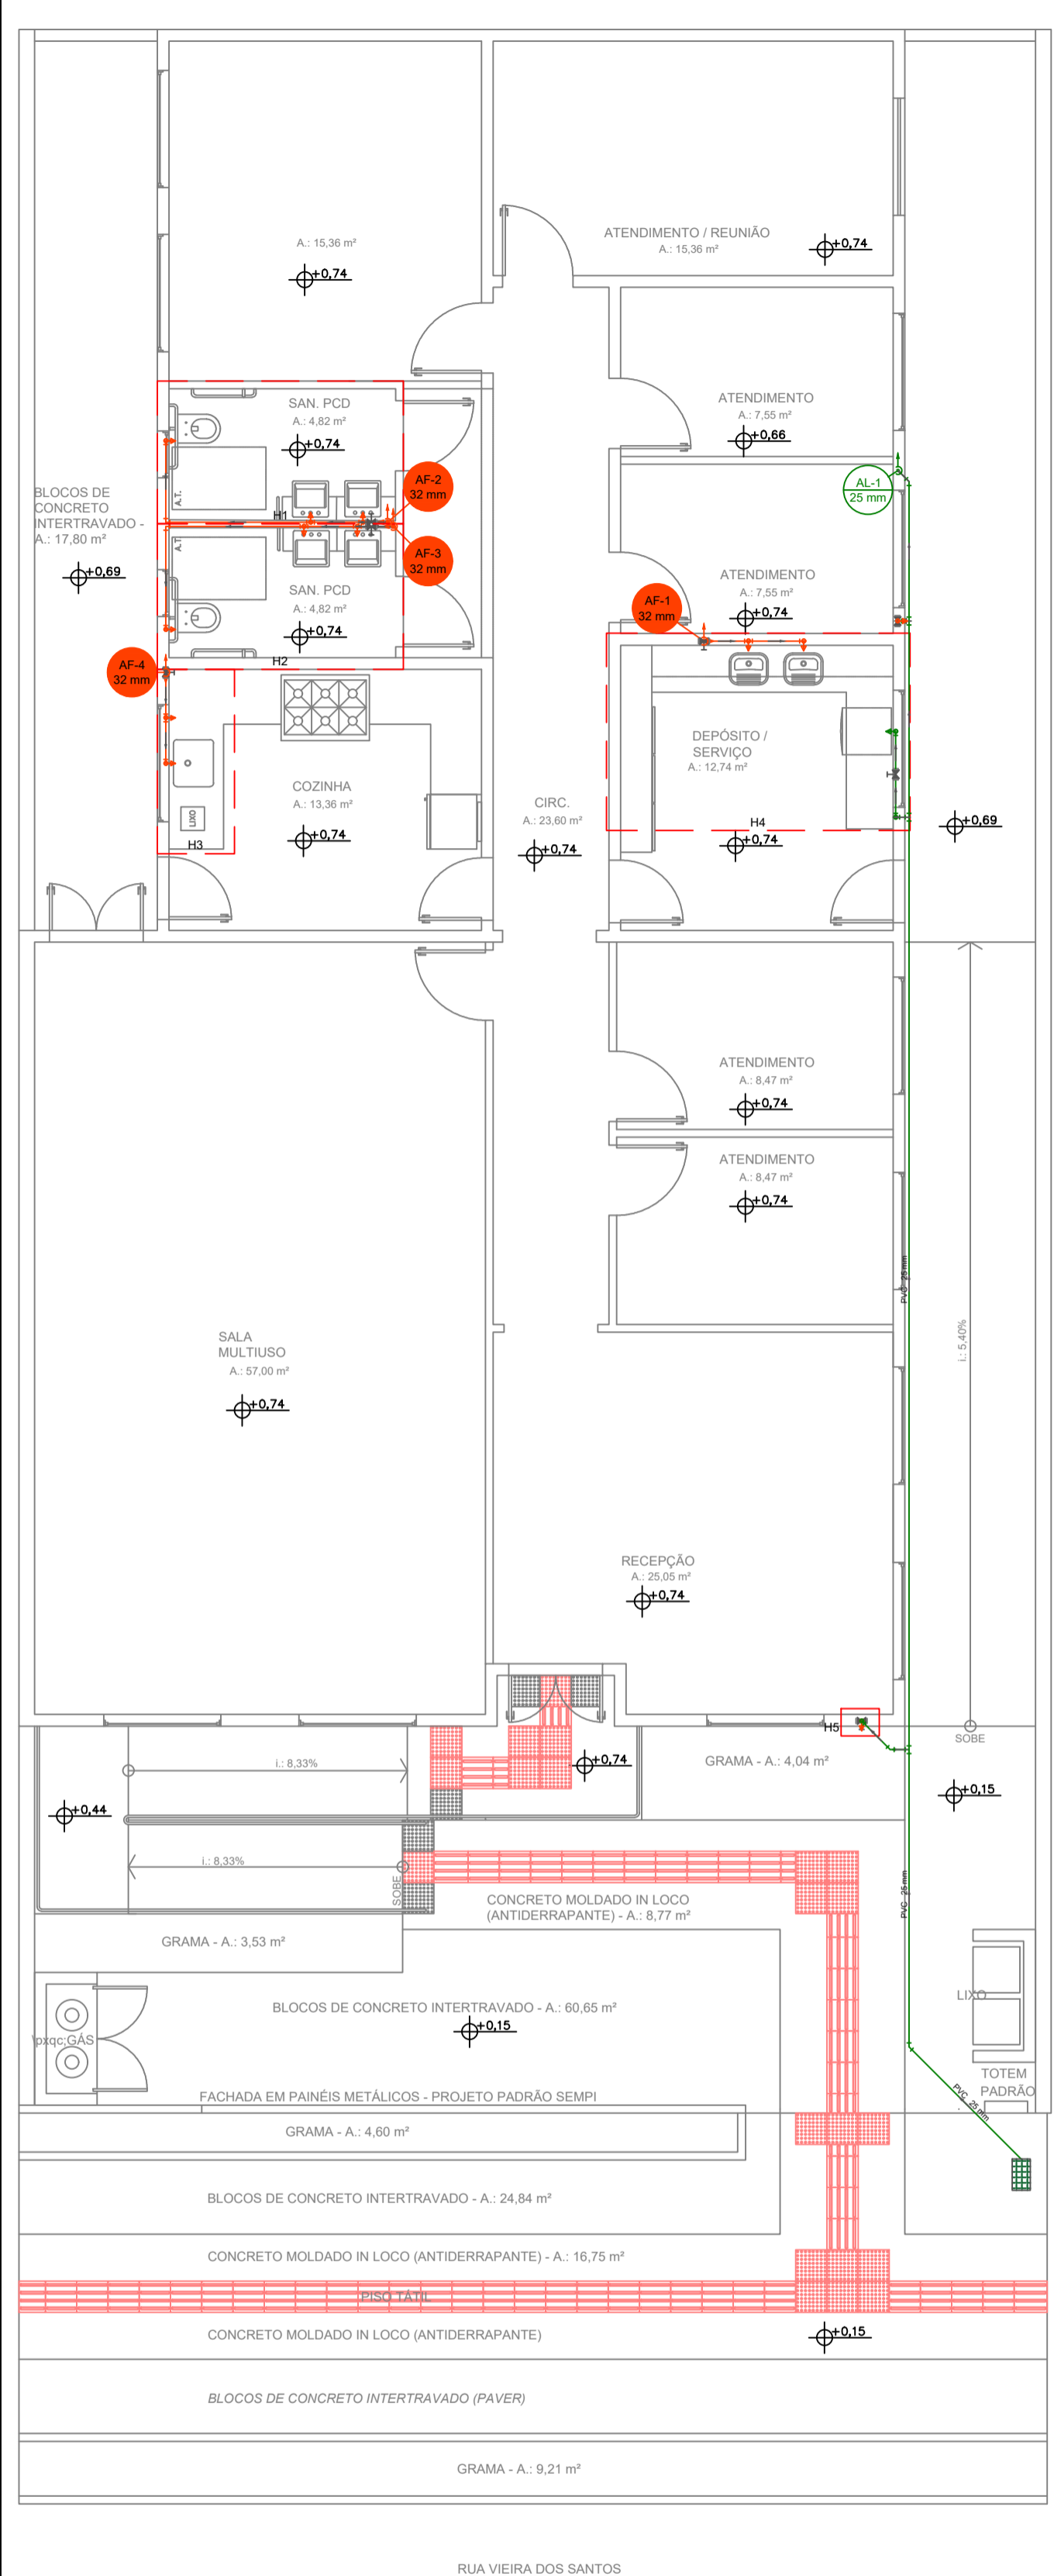 ATENDIMENTO / REUNIÃO
A.: 15,36 m²
+0,74
A.: 15,36 m²
+0,74
SAN. PCD
A.: 4,82 m²
+0,74
ATENDIMENTO
A.: 7,55 m²
+0,66
AF-2
32 mm
AL-1
25 mm
BLOCOS DE
CONCRETO
INTERTRAVADO -
A.: 17,80 m²
+0,69
A.T.
H1
A.T.
AF-3
32 mm
SAN. PCD
A.: 4,82 m²
+0,74
ATENDIMENTO
A.: 7,55 m²
+0,74
AF-1
32 mm
H2
AF-4
32 mm
DEPÓSITO /
SERVIÇO
A.: 12,74 m²
COZINHA
A.: 13,36 m²
+0,74
LIXO
H3
CIRC.
A.: 23,60 m²
+0,74
H4
+0,74
+0,69
ATENDIMENTO
A.: 8,47 m²
+0,74
ATENDIMENTO
A.: 8,47 m²
+0,74
PVC 25 mm
i.: 5,40%
SALA
MULTIUSO
A.: 57,00 m²
+0,74
RECEPÇÃO
A.: 25,05 m²
+0,74
H5
SOBE
GRAMA - A.: 4,04 m²
+0,74
i.: 8,33%
+0,15
+0,44
i.: 8,33%
SOBE
PVC 25 mm
CONCRETO MOLDADO IN LOCO
(ANTIDERRAPANTE) - A.: 8,77 m²
GRAMA - A.: 3,53 m²
LIXO
BLOCOS DE CONCRETO INTERTRAVADO - A.: 60,65 m²
+0,15
\pxqc;GÁS
TOTEM
PADRÃO
PVC 25 mm
FACHADA EM PAINÉIS METÁLICOS - PROJETO PADRÃO SEMPI
GRAMA - A.: 4,60 m²
BLOCOS DE CONCRETO INTERTRAVADO - A.: 24,84 m²
CONCRETO MOLDADO IN LOCO (ANTIDERRAPANTE) - A.: 16,75 m²
PISO TÁTIL
CONCRETO MOLDADO IN LOCO (ANTIDERRAPANTE)
+0,15
BLOCOS DE CONCRETO INTERTRAVADO (PAVER)
GRAMA - A.: 9,21 m²
RUA VIEIRA DOS SANTOS